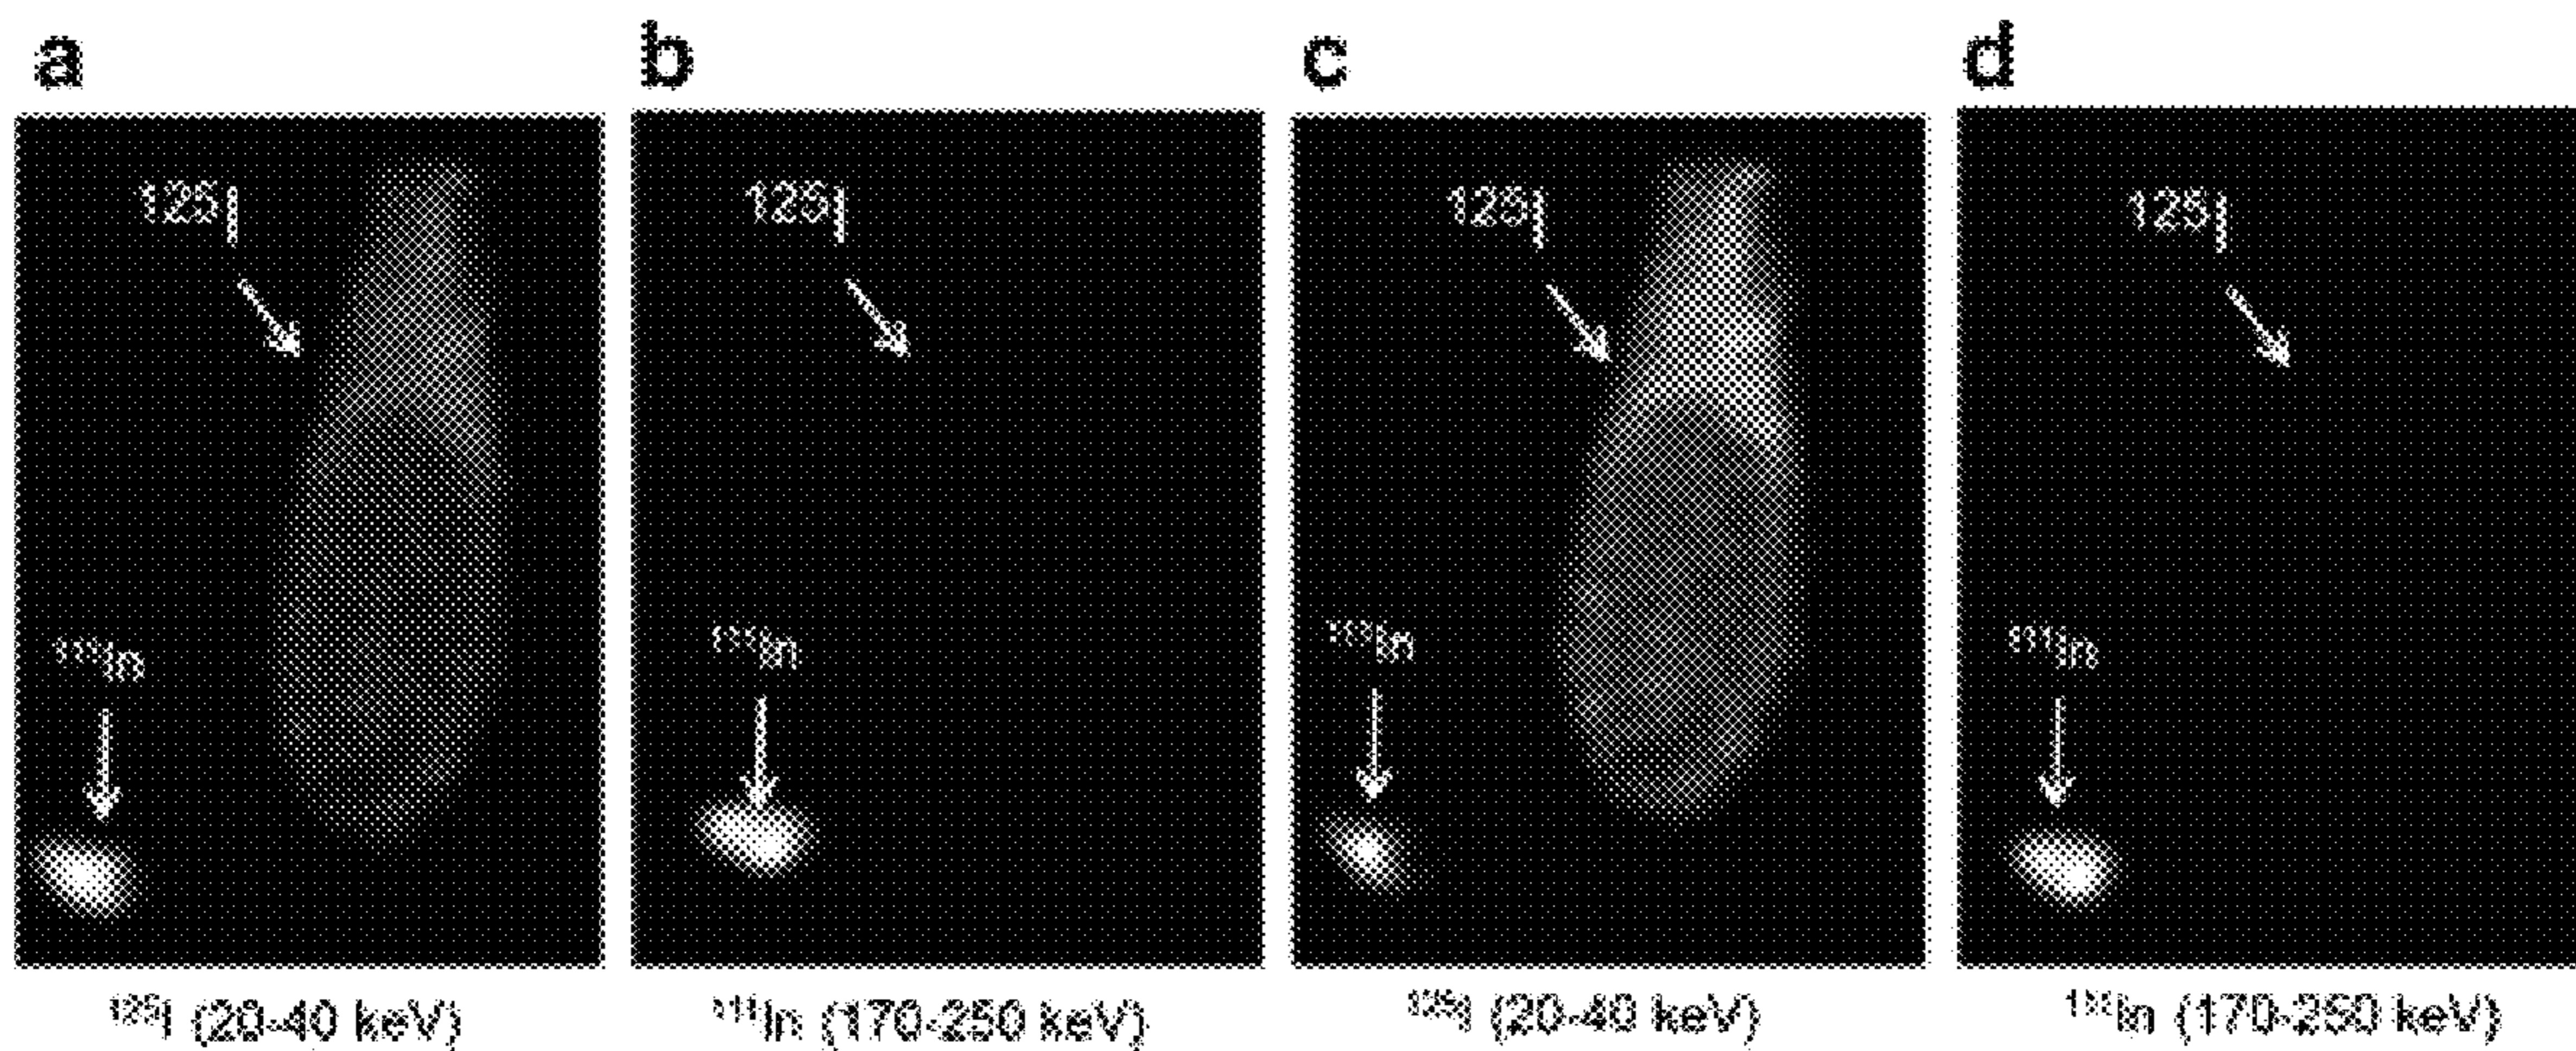 a b c d
¹²⁵I ¹²⁵I ¹²⁵I ¹²⁵I
¹¹¹In ¹¹¹In ¹¹¹In ¹¹¹In
¹²⁵I (20-40 keV) ¹¹¹In (170-250 keV) ¹²⁵I (20-40 keV) ¹¹¹In (170-250 keV)